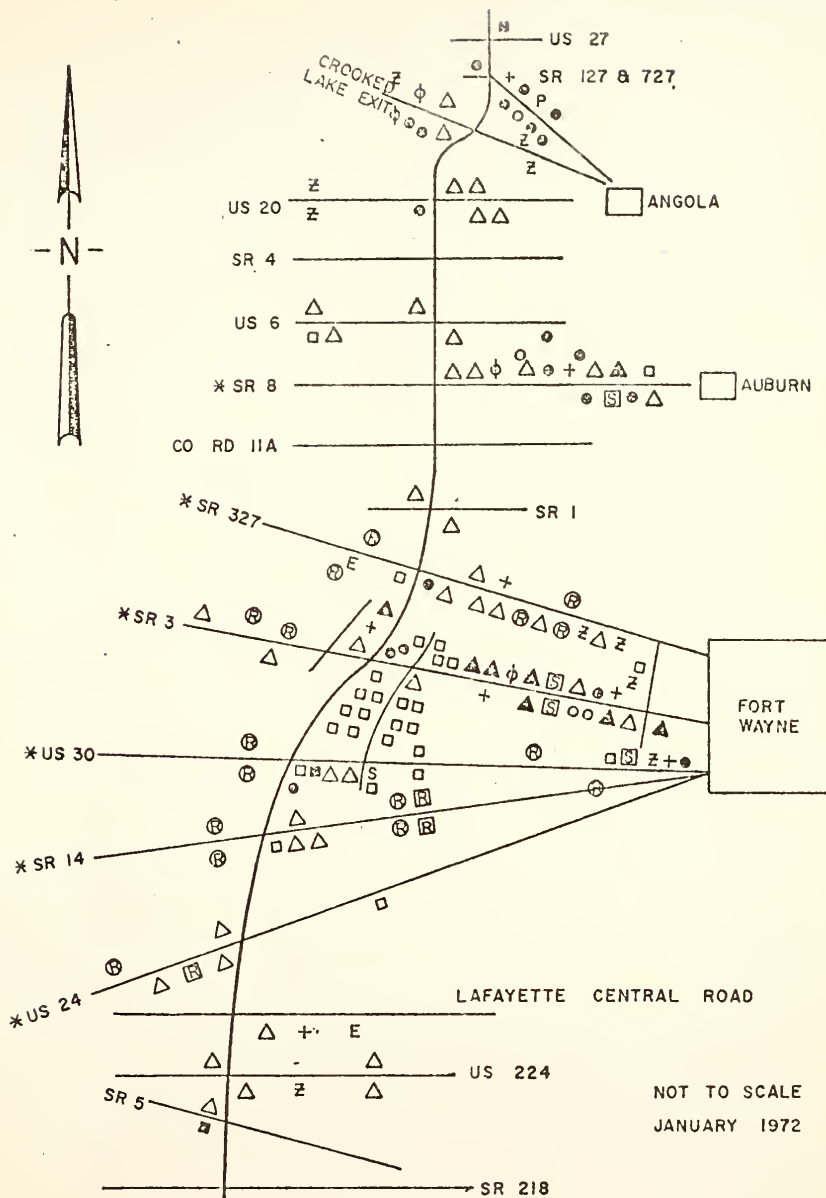 US 27
CROOKED LAKE EXIT
SR 127 & 727
P
Z
Z
Z
ANGOLA
US 20
Z
Z
- N -
SR 4
US 6
* SR 8
S
AUBURN
CO RD 11A
* SR 327
SR 1
R
R
E
R
R
R
Z
Z
* SR 3
R
R
S
Z
S
FORT WAYNE
* US 30
R
R
S
R
S
Z
R
R
R
R
R
* SR 14
R
R
* US 24
R
R
LAFAYETTE CENTRAL ROAD
E
US 224
Z
SR 5
NOT TO SCALE
JANUARY 1972
SR 218